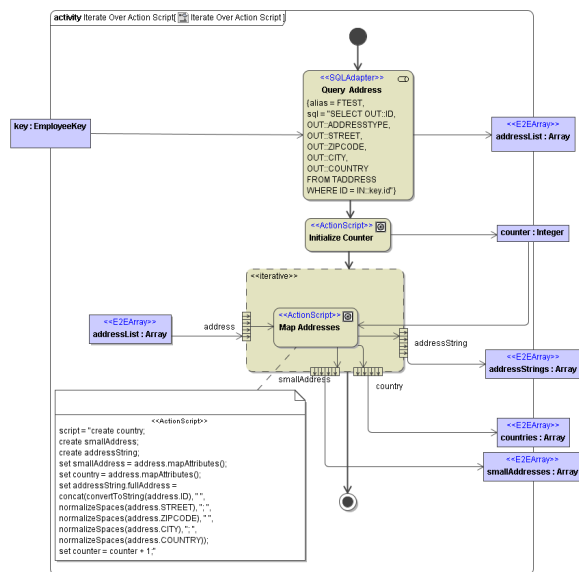 activity Iterate Over Action Script[ Iterate Over Action Script ]
<<SQLAdapter>>
Query Address
{alias = FTEST,
sql = "SELECT OUT::ID,
OUT::ADDRESSTYPE,
OUT::STREET,
OUT::ZIPCODE,
OUT::CITY,
OUT::COUNTRY
FROM TADDRESS
WHERE ID = IN::key.id"}
key : EmployeeKey
<<E2EArray>>
addressList : Array
<<ActionScript>>
Initialize Counter
counter : Integer
<<iterative>>
<<ActionScript>>
Map Addresses
<<E2EArray>>
addressList : Array
address
addressString
<<E2EArray>>
addressStrings : Array
smallAddress
country
<<E2EArray>>
countries : Array
<<E2EArray>>
smallAddresses : Array
<<ActionScript>>
script = "create country;
create smallAddress;
create addressString;
set smallAddress = address.mapAttributes();
set country = address.mapAttributes();
set addressString.fullAddress =
concat(convertToString(address.ID), " ",
normalizeSpaces(address.STREET), "; ",
normalizeSpaces(address.ZIPCODE), " ",
normalizeSpaces(address.CITY), "; ",
normalizeSpaces(address.COUNTRY));
set counter = counter + 1;"